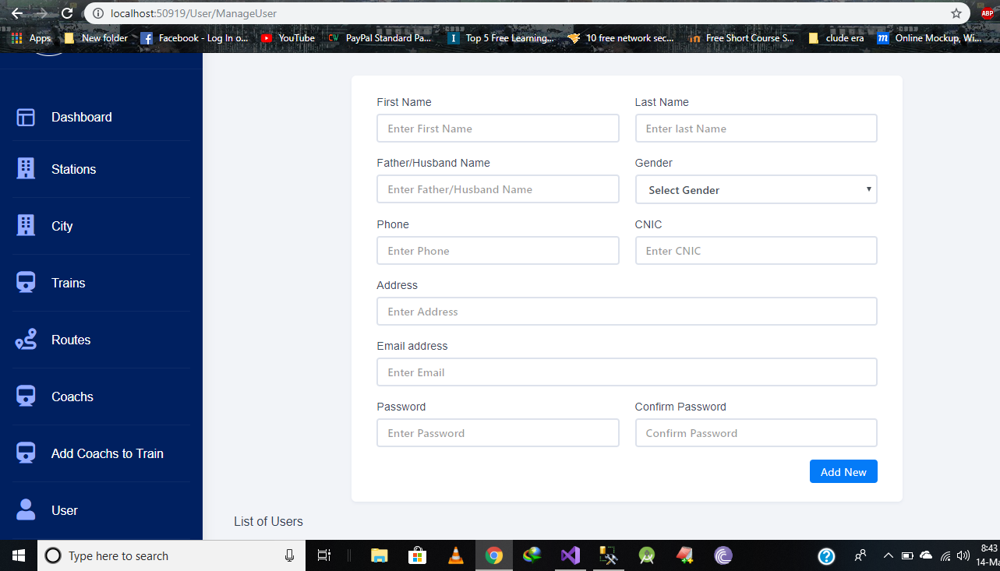 localhost:50919/User/ManageUser
ABP
Apps New folder Facebook - Log In o... YouTube CW PayPal Standard Pa... I Top 5 Free Learning... 10 free network sec... Free Short Course S... clude era m Online Mockup, Wi...
Dashboard
Stations
City
Trains
Routes
Coachs
Add Coachs to Train
User
First Name Last Name
Enter First Name Enter last Name
Father/Husband Name Gender
Enter Father/Husband Name Select Gender
Phone CNIC
Enter Phone Enter CNIC
Address
Enter Address
Email address
Enter Email
Password Confirm Password
Enter Password Confirm Password
Add New
List of Users
Type here to search
8:43